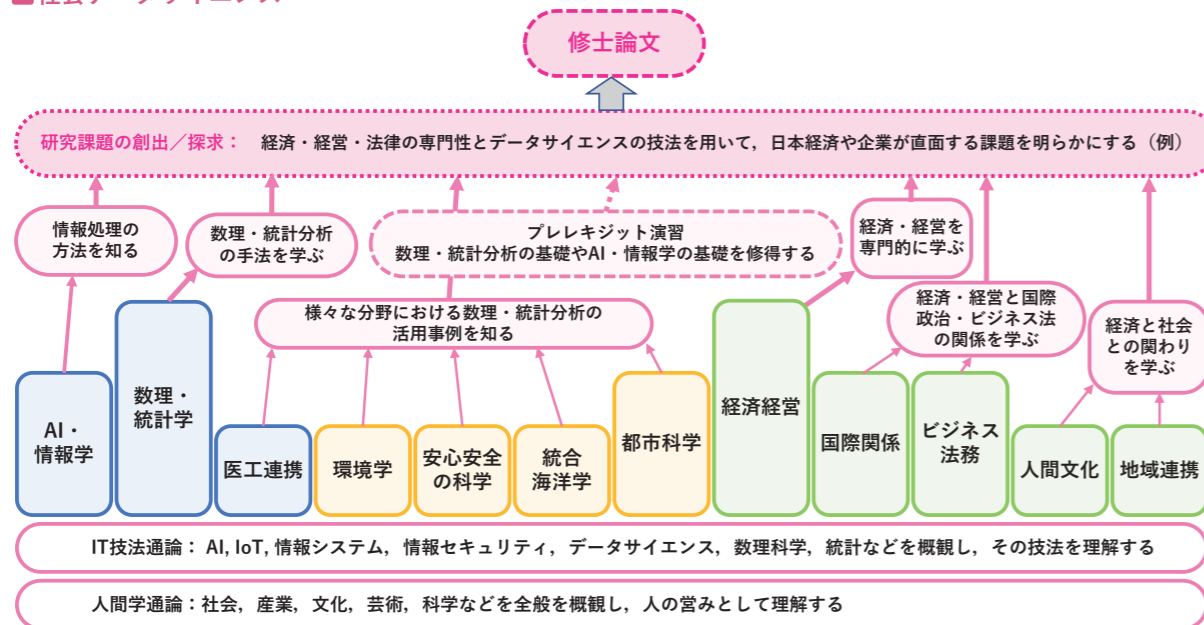 ■社会データサイエンス
修士論文
研究課題の創出／探求： 経済・経営・法律の専門性とデータサイエンスの技法を用いて，日本経済や企業が直面する課題を明らかにする（例）
情報処理の
方法を知る
数理・統計分析
の手法を学ぶ
プレレキジット演習
数理・統計分析の基礎やAI・情報学の基礎を修得する
経済・経営を
専門的に学ぶ
様々な分野における数理・統計分析の
活用事例を知る
経済・経営と国際
政治・ビジネス法
の関係を学ぶ
経済と社会
との関わり
を学ぶ
AI・
情報学
数理・
統計学
医工連携
環境学
安心安全
の科学
統合
海洋学
都市科学
経済経営
国際関係
ビジネス
法務
人間文化
地域連携
IT技法通論： AI, IoT, 情報システム，情報セキュリティ，データサイエンス，数理科学，統計などを概観し，その技法を理解する
人間学通論：社会，産業，文化，芸術，科学などを全般を概観し，人の営みとして理解する